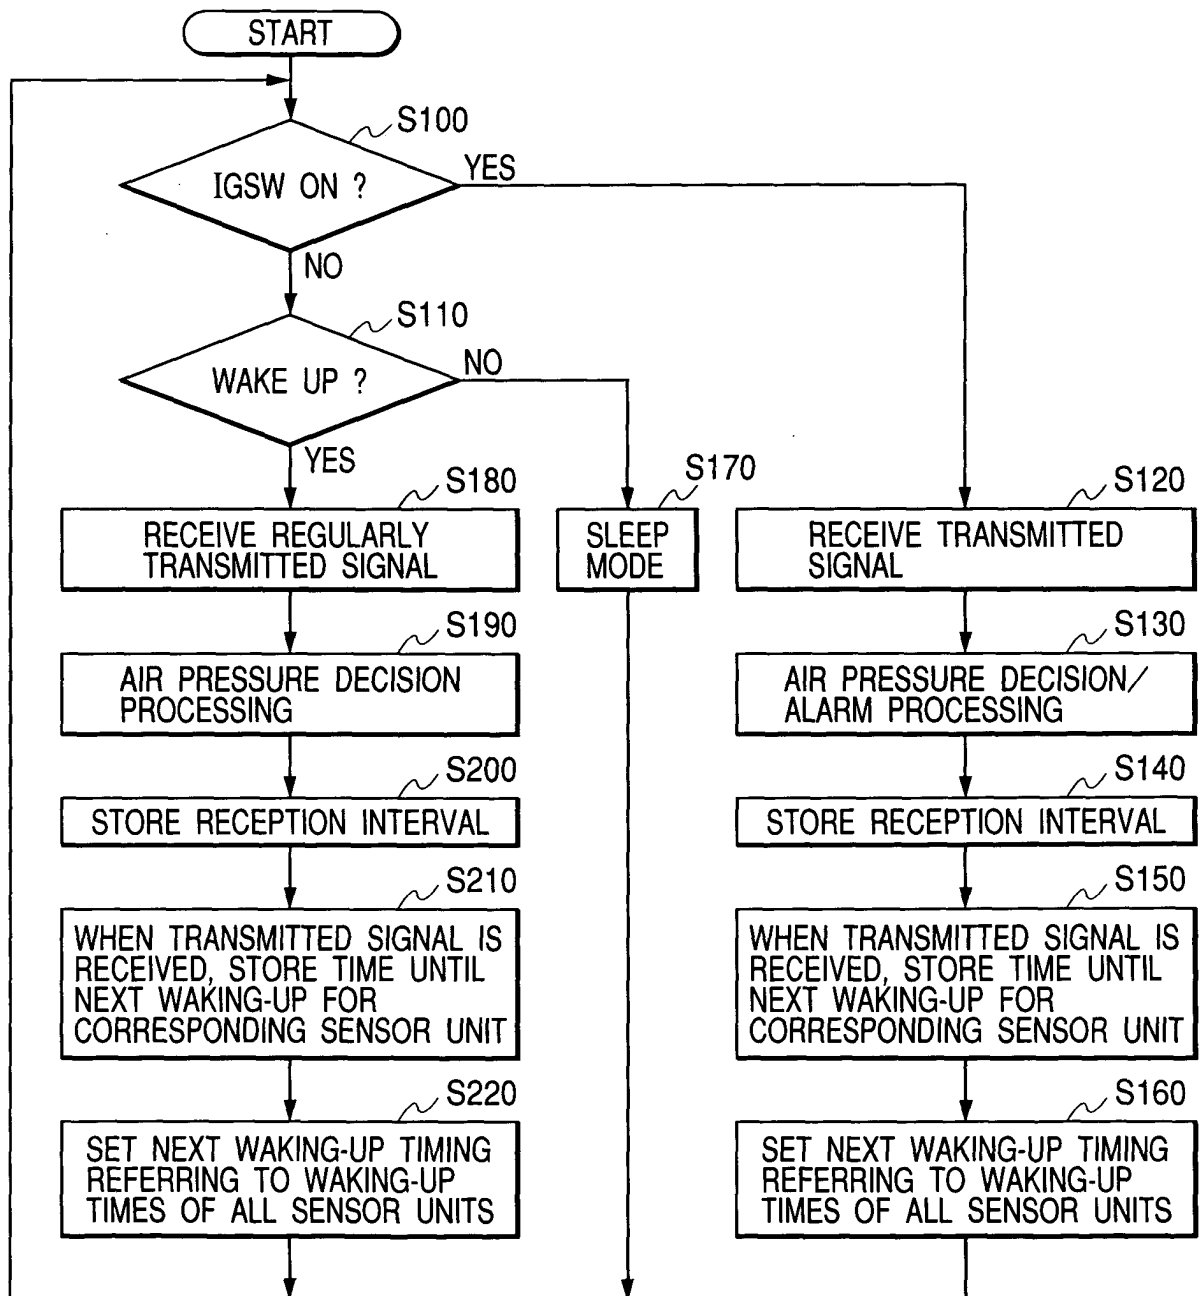 START
S100
IGSW ON ?
YES
NO
S110
WAKE UP ?
NO
YES
S180
RECEIVE REGULARLY
TRANSMITTED SIGNAL
S190
AIR PRESSURE DECISION
PROCESSING
S200
STORE RECEPTION INTERVAL
S210
WHEN TRANSMITTED SIGNAL IS
RECEIVED, STORE TIME UNTIL
NEXT WAKING-UP FOR
CORRESPONDING SENSOR UNIT
S220
SET NEXT WAKING-UP TIMING
REFERRING TO WAKING-UP
TIMES OF ALL SENSOR UNITS
S170
SLEEP
MODE
S120
RECEIVE TRANSMITTED
SIGNAL
S130
AIR PRESSURE DECISION/
ALARM PROCESSING
S140
STORE RECEPTION INTERVAL
S150
WHEN TRANSMITTED SIGNAL IS
RECEIVED, STORE TIME UNTIL
NEXT WAKING-UP FOR
CORRESPONDING SENSOR UNIT
S160
SET NEXT WAKING-UP TIMING
REFERRING TO WAKING-UP
TIMES OF ALL SENSOR UNITS